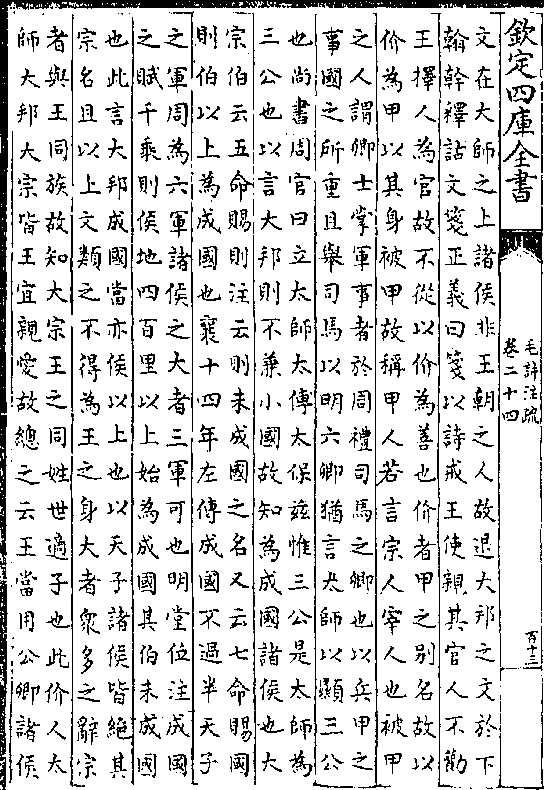 欽定四庫全書
毛詩注疏
卷二十四
百十三
文在大師之上諸侯非王朝之人故退大邦之文於下
翰幹釋詁文箋正義曰箋以詩戒王使親其官人不勸
王擇人為官故不從以价為善也价者甲之別名故以
价為甲以其身被甲故稱甲人若言宗人宰人也被甲
之人謂卿士掌軍事者於周禮司馬之卿也以兵甲之
事國之所重且舉司馬以明六卿猶言太師以顯三公
也尚書周官曰立太師太傅太保茲惟三公是太師為
三公也以言大邦則不兼小國故知為成國諸侯也大
宗伯云五命賜則注云則未成國之名又云七命賜國
則伯以上為成國也襄十四年左傳成國不過半天子
之軍周為六軍諸侯之大者三軍可也明堂位注成國
之賦千乘則侯地四百里以上始為成國其伯未成國
也此言大邦成國當亦侯以上也以天子諸侯皆絕其
宗名且以上文類之不得為王之身大者眾多之辭宗
者與王同族故知大宗王之同姓世適子也此价人太
師大邦大宗皆王宜親愛故總之云王當用公卿諸侯